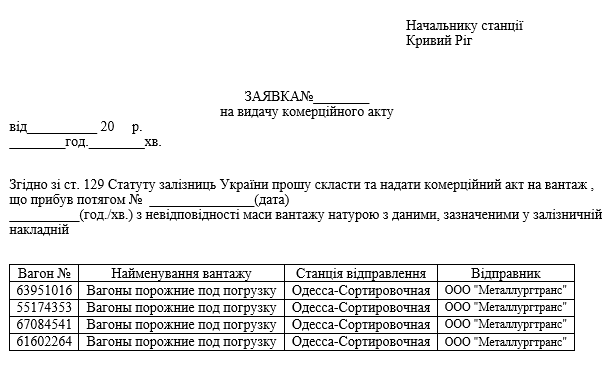 Начальнику станції
Кривий Ріг
ЗАЯВКА№________
на видачу комерційного акту
від__________ 20     р.
________год.________хв.
Згідно зі ст. 129 Статуту залізниць України прошу скласти та надати комерційний акт на вантаж ,
що прибув потягом №  _______________(дата)
__________(год./хв.) з невідповідності маси вантажу натурою з даними, зазначеними у залізничній
накладній
Вагон № Найменування вантажу Станція відправлення Відправник
63951016 Вагоны порожние под погрузку Одесса-Сортировочная ООО "Металлургтранс"
55174353 Вагоны порожние под погрузку Одесса-Сортировочная ООО "Металлургтранс"
67084541 Вагоны порожние под погрузку Одесса-Сортировочная ООО "Металлургтранс"
61602264 Вагоны порожние под погрузку Одесса-Сортировочная ООО "Металлургтранс"